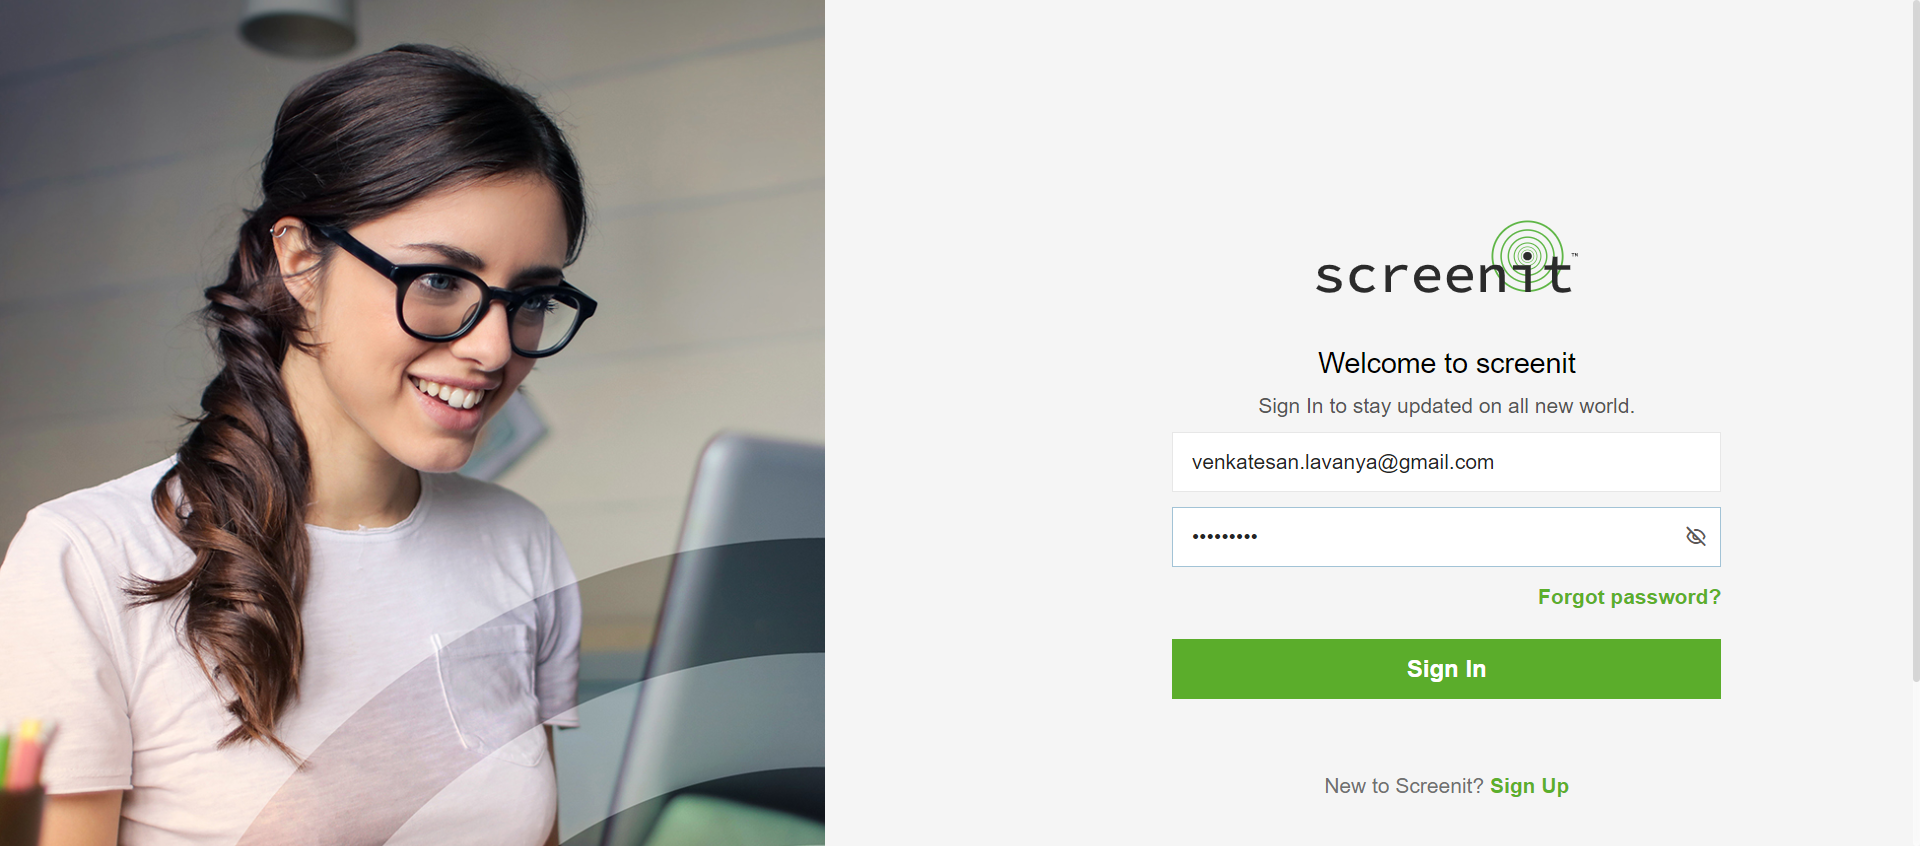 screenit™
Welcome to screenit
Sign In to stay updated on all new world.
venkatesan.lavanya@gmail.com
•••••••••
Forgot password?
Sign In
New to Screenit? Sign Up